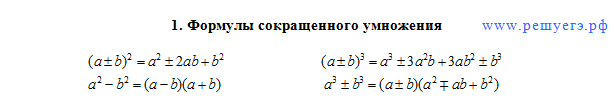 1. Формулы сокращенного умножения www.решуегэ.рф
(a±b)² = a² ± 2ab + b² (a±b)³ = a³ ± 3a²b + 3ab² ± b³
a² − b² = (a − b)(a + b) a³ ± b³ = (a ± b)(a² ∓ ab + b²)